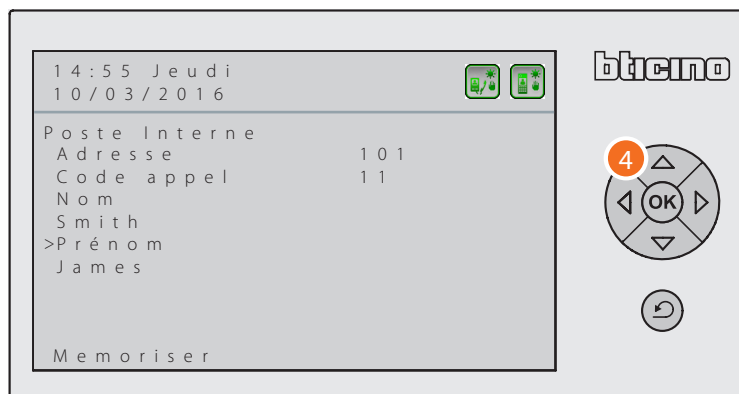 14:55 Jeudi
10/03/2016
Poste Interne
Adresse 101
Code appel 11
Nom
Smith
>Prénom
James
Memoriser
bticino
4
OK